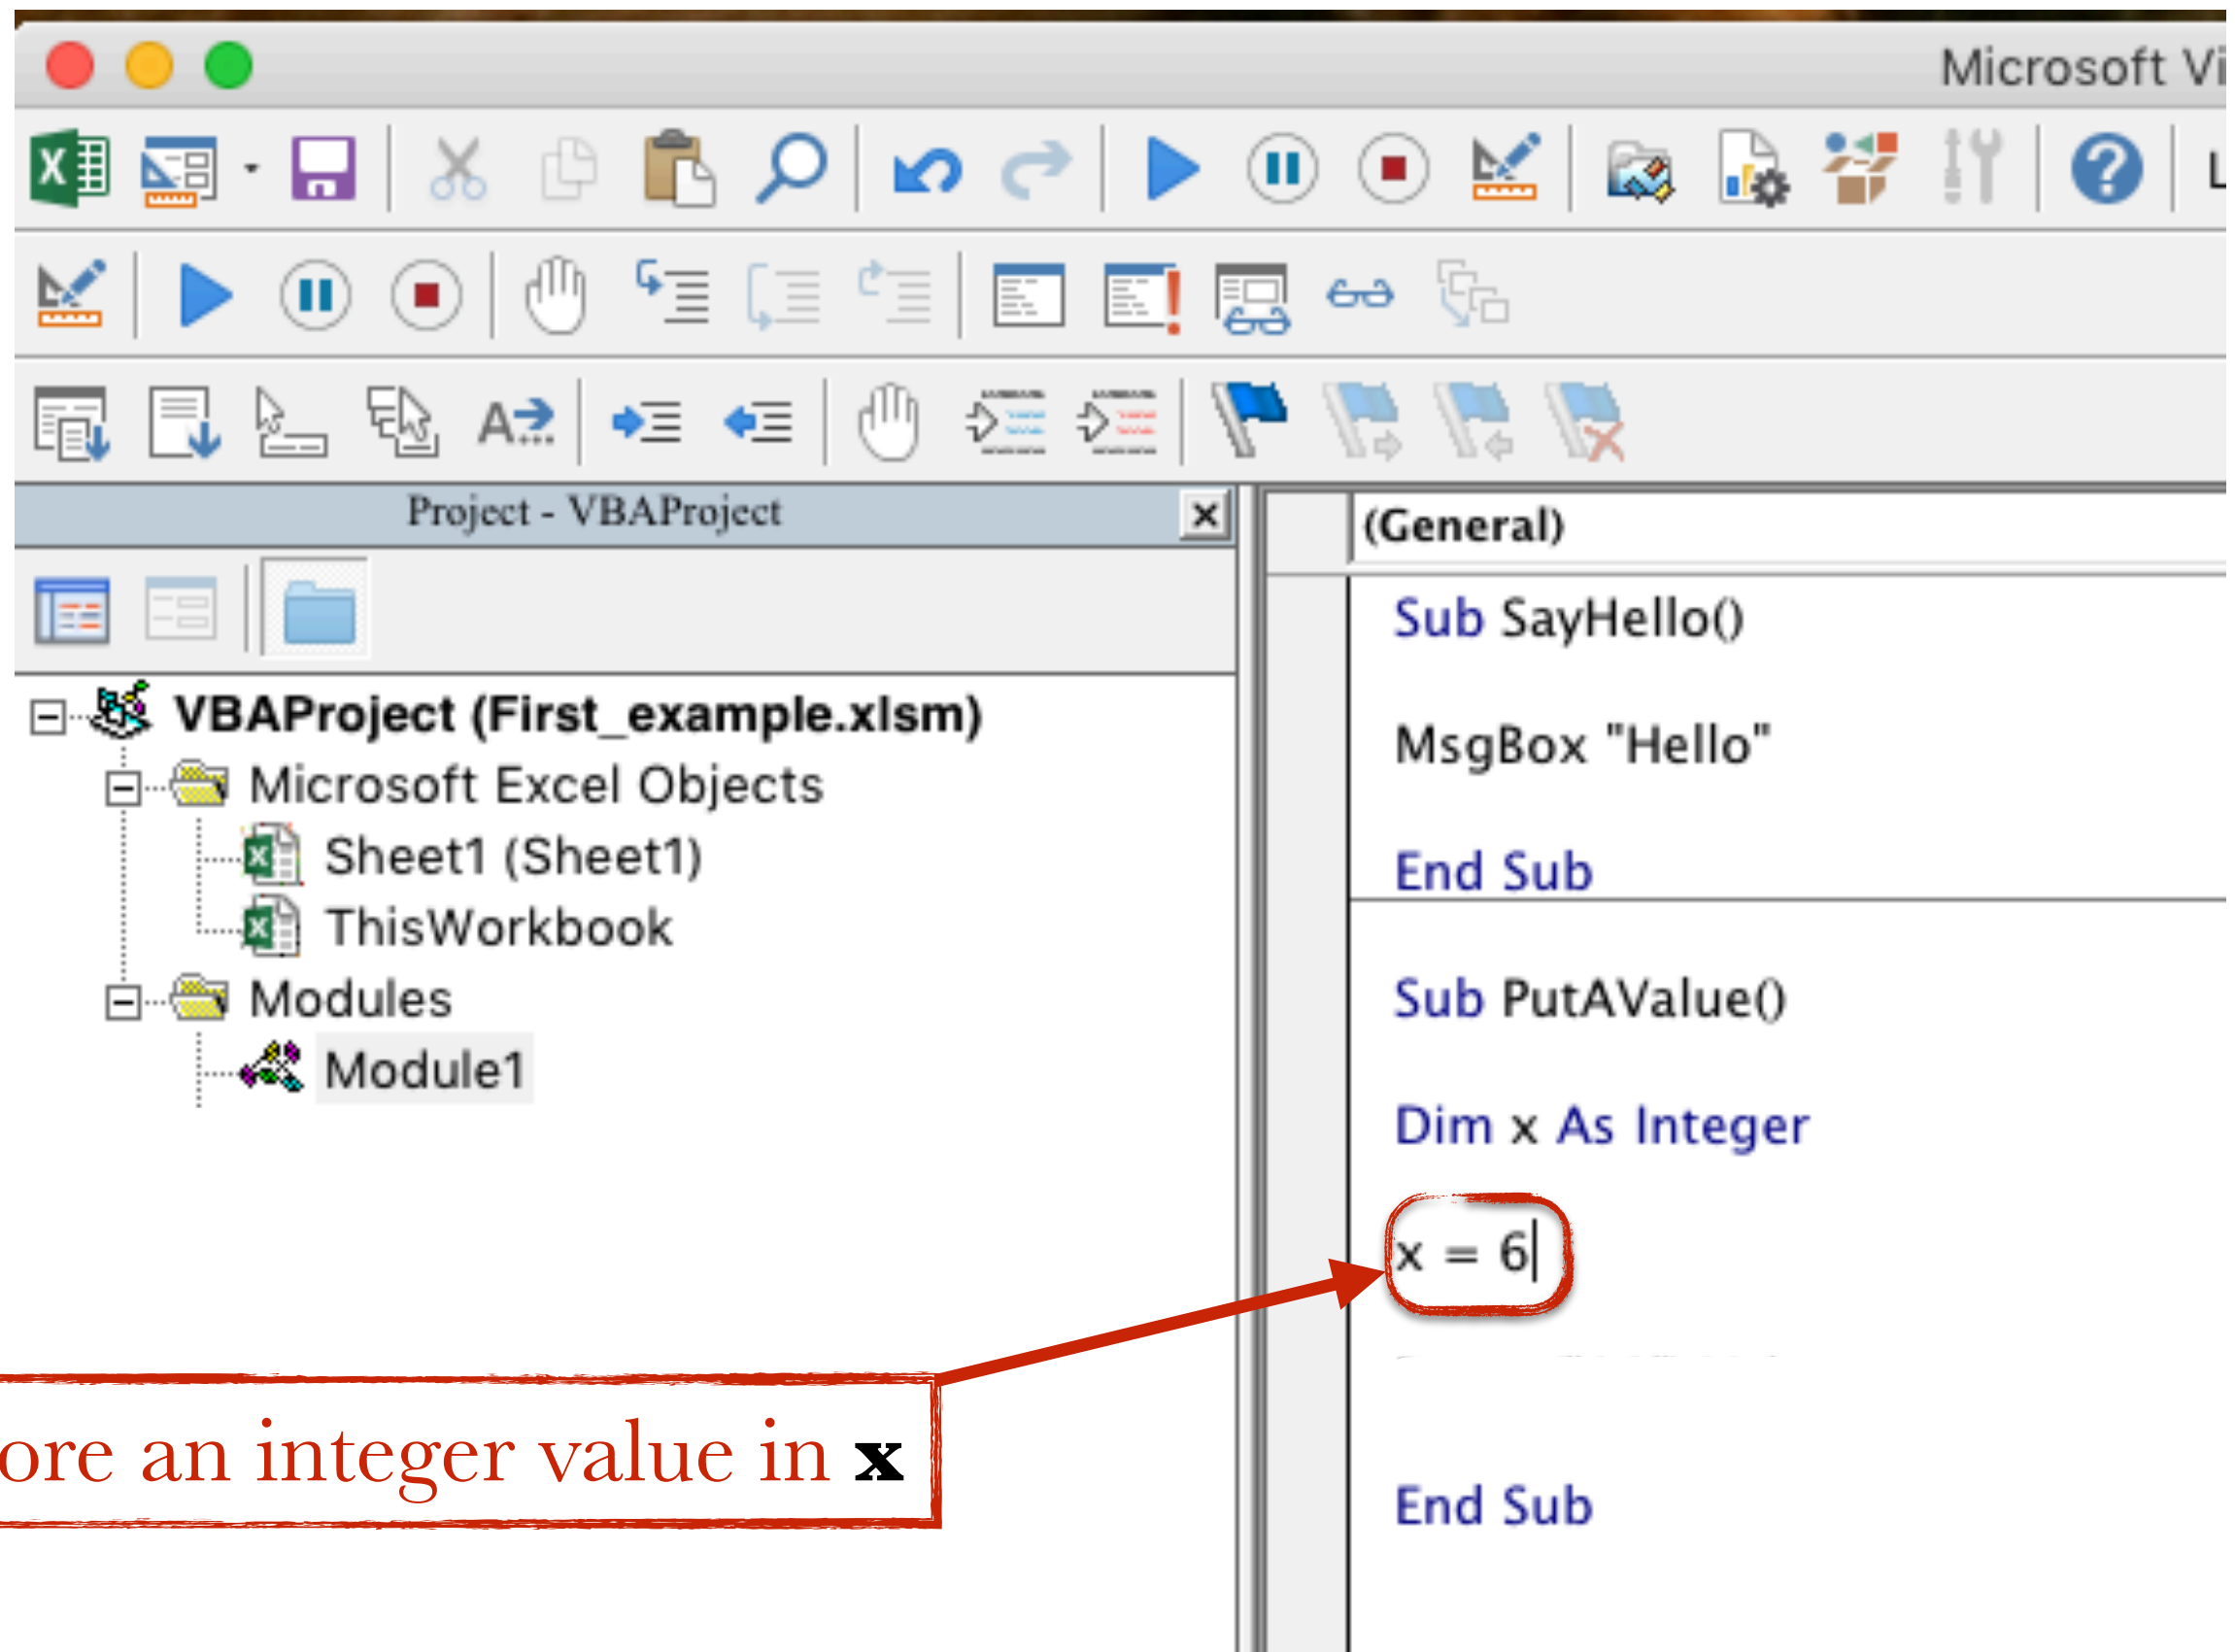 Microsoft Vi
Project - VBAProject
(General)
VBAProject (First_example.xlsm)
Microsoft Excel Objects
Sheet1 (Sheet1)
ThisWorkbook
Modules
Module1
Sub SayHello()
MsgBox "Hello"
End Sub
Sub PutAValue()
Dim x As Integer
x = 6
End Sub
ore an integer value in x